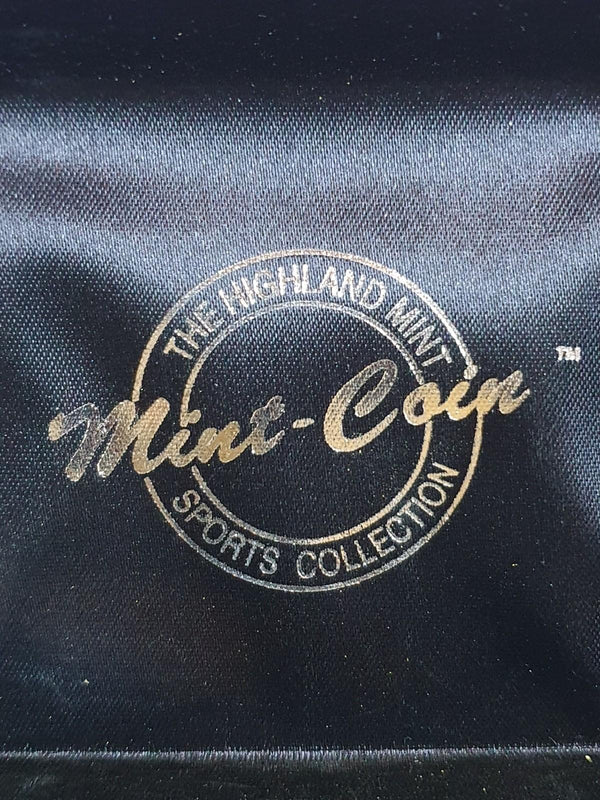 THE HIGHLAND MINT
Mint-Coin ™
SPORTS COLLECTION